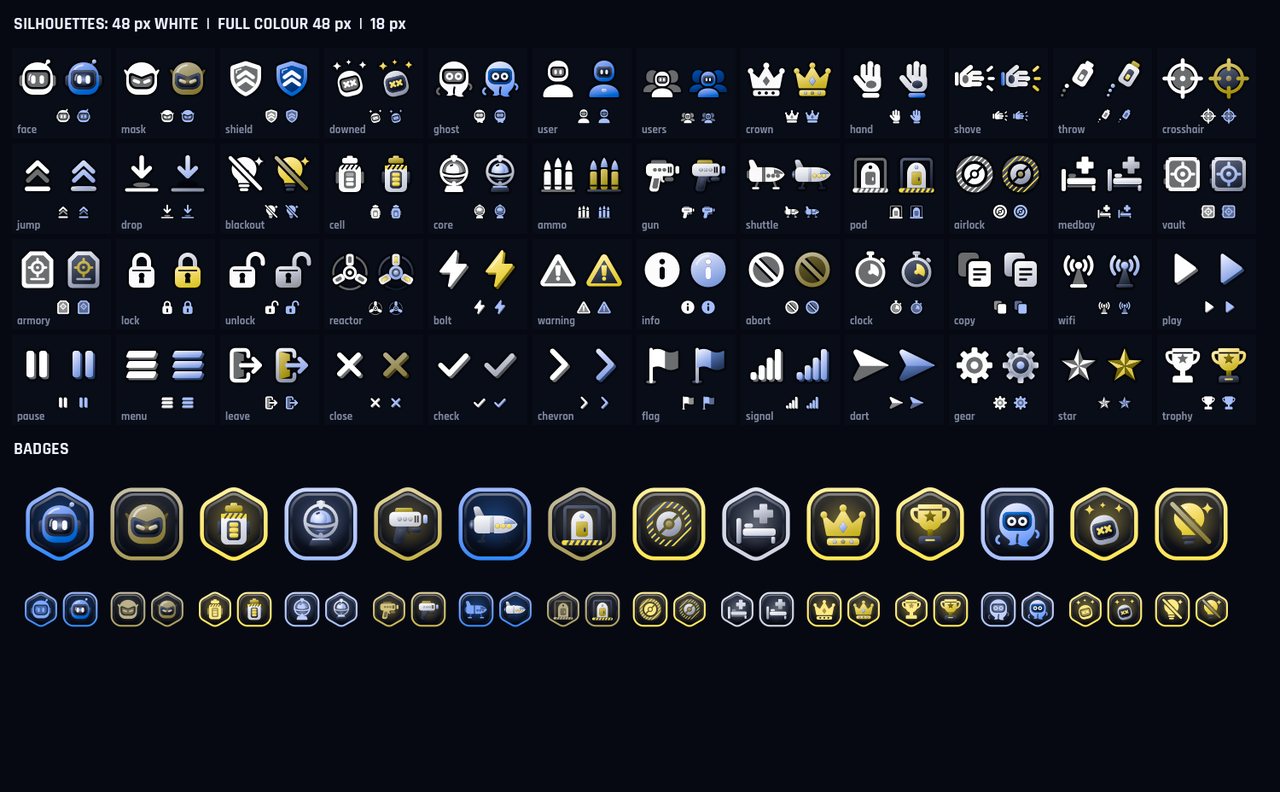 SILHOUETTES: 48 px WHITE | FULL COLOUR 48 px | 18 px
face mask shield downed ghost user users crown hand shove throw crosshair
jump drop blackout cell core ammo gun shuttle pod airlock medbay vault
armory lock unlock reactor bolt warning info abort clock copy wifi play
pause menu leave close check chevron flag signal dart gear star trophy
BADGES